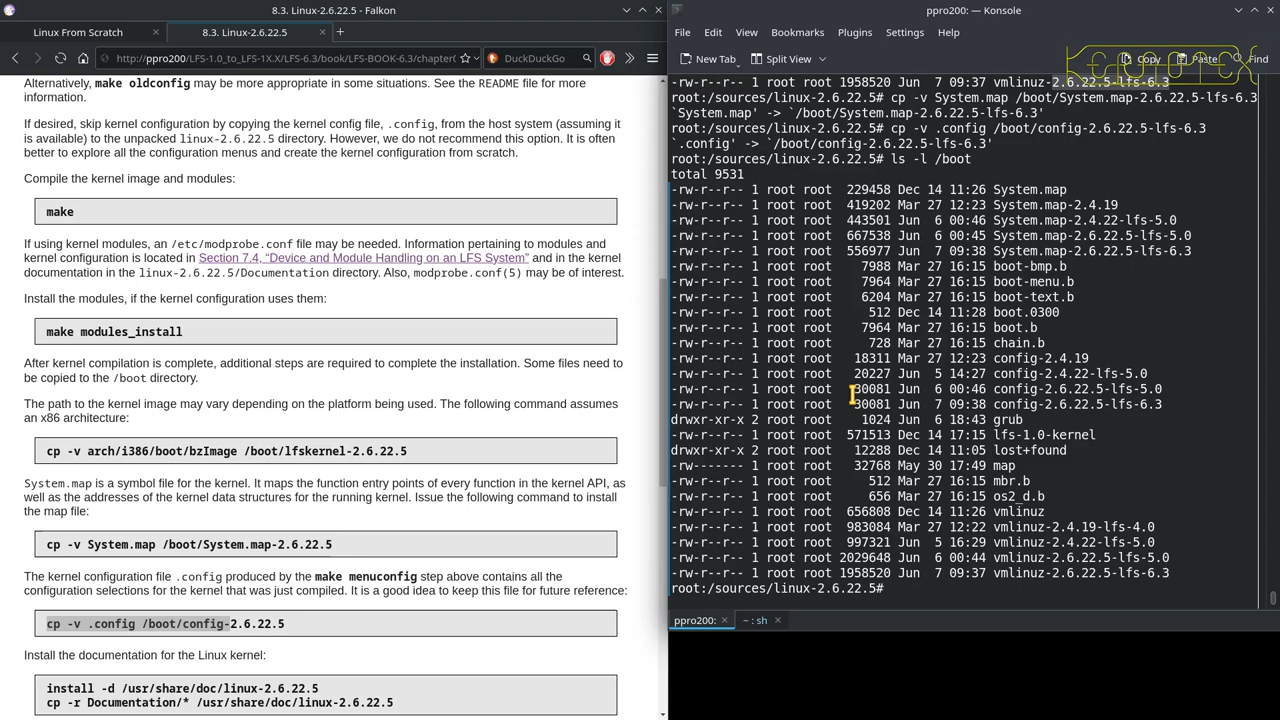 8.3. Linux-2.6.22.5 - Falkon
Linux From Scratch
8.3. Linux-2.6.22.5
http://ppro200/LFS-1.0_to_LFS-1X.X/LFS-6.3/book/LFS-BOOK-6.3/chapter(
DuckDuckGo
Alternatively, make oldconfig may be more appropriate in some situations. See the README file for more
information.
If desired, skip kernel configuration by copying the kernel config file, .config, from the host system (assuming it
is available) to the unpacked linux-2.6.22.5 directory. However, we do not recommend this option. It is often
better to explore all the configuration menus and create the kernel configuration from scratch.
Compile the kernel image and modules:
make
If using kernel modules, an /etc/modprobe.conf file may be needed. Information pertaining to modules and
kernel configuration is located in Section 7.4, “Device and Module Handling on an LFS System” and in the kernel
documentation in the linux-2.6.22.5/Documentation directory. Also, modprobe.conf(5) may be of interest.
Install the modules, if the kernel configuration uses them:
make modules_install
After kernel compilation is complete, additional steps are required to complete the installation. Some files need to
be copied to the /boot directory.
The path to the kernel image may vary depending on the platform being used. The following command assumes
an x86 architecture:
cp -v arch/i386/boot/bzImage /boot/lfskernel-2.6.22.5
System.map is a symbol file for the kernel. It maps the function entry points of every function in the kernel API, as
well as the addresses of the kernel data structures for the running kernel. Issue the following command to install
the map file:
cp -v System.map /boot/System.map-2.6.22.5
The kernel configuration file .config produced by the make menuconfig step above contains all the
configuration selections for the kernel that was just compiled. It is a good idea to keep this file for future reference:
cp -v .config /boot/config-2.6.22.5
Install the documentation for the Linux kernel:
install -d /usr/share/doc/linux-2.6.22.5
cp -r Documentation/* /usr/share/doc/linux-2.6.22.5
ppro200: — Konsole
File Edit View Bookmarks Plugins Settings Help
New Tab Split View Copy Paste Find
-rw-r--r-- 1 root root 1958520 Jun  7 09:37 vmlinuz-2.6.22.5-lfs-6.3
root:/sources/linux-2.6.22.5# cp -v System.map /boot/System.map-2.6.22.5-lfs-6.3
`System.map' -> `/boot/System.map-2.6.22.5-lfs-6.3'
root:/sources/linux-2.6.22.5# cp -v .config /boot/config-2.6.22.5-lfs-6.3
`.config' -> `/boot/config-2.6.22.5-lfs-6.3'
root:/sources/linux-2.6.22.5# ls -l /boot
total 9531
-rw-r--r-- 1 root root  229458 Dec 14 11:26 System.map
-rw-r--r-- 1 root root  419202 Mar 27 12:23 System.map-2.4.19
-rw-r--r-- 1 root root  443501 Jun  6 00:46 System.map-2.4.22-lfs-5.0
-rw-r--r-- 1 root root  667538 Jun  6 00:45 System.map-2.6.22.5-lfs-5.0
-rw-r--r-- 1 root root  556977 Jun  7 09:38 System.map-2.6.22.5-lfs-6.3
-rw-r--r-- 1 root root    7988 Mar 27 16:15 boot-bmp.b
-rw-r--r-- 1 root root    7964 Mar 27 16:15 boot-menu.b
-rw-r--r-- 1 root root    6204 Mar 27 16:15 boot-text.b
-rw-r--r-- 1 root root     512 Dec 14 11:28 boot.0300
-rw-r--r-- 1 root root    7964 Mar 27 16:15 boot.b
-rw-r--r-- 1 root root     728 Mar 27 16:15 chain.b
-rw-r--r-- 1 root root   18311 Mar 27 12:23 config-2.4.19
-rw-r--r-- 1 root root   20227 Jun  5 14:27 config-2.4.22-lfs-5.0
-rw-r--r-- 1 root root   30081 Jun  6 00:46 config-2.6.22.5-lfs-5.0
-rw-r--r-- 1 root root   30081 Jun  7 09:38 config-2.6.22.5-lfs-6.3
drwxr-xr-x 2 root root    1024 Jun  6 18:43 grub
-rw-r--r-- 1 root root  571513 Dec 14 17:15 lfs-1.0-kernel
drwxr-xr-x 2 root root   12288 Dec 14 11:05 lost+found
-rw------- 1 root root   32768 May 30 17:49 map
-rw-r--r-- 1 root root     512 Mar 27 16:15 mbr.b
-rw-r--r-- 1 root root     656 Mar 27 16:15 os2_d.b
-rw-r--r-- 1 root root  656808 Dec 14 11:26 vmlinuz
-rw-r--r-- 1 root root  983084 Mar 27 12:22 vmlinuz-2.4.19-lfs-4.0
-rw-r--r-- 1 root root  997321 Jun  5 16:29 vmlinuz-2.4.22-lfs-5.0
-rw-r--r-- 1 root root 2029648 Jun  6 00:44 vmlinuz-2.6.22.5-lfs-5.0
-rw-r--r-- 1 root root 1958520 Jun  7 09:37 vmlinuz-2.6.22.5-lfs-6.3
root:/sources/linux-2.6.22.5#
ppro200:
~ : sh